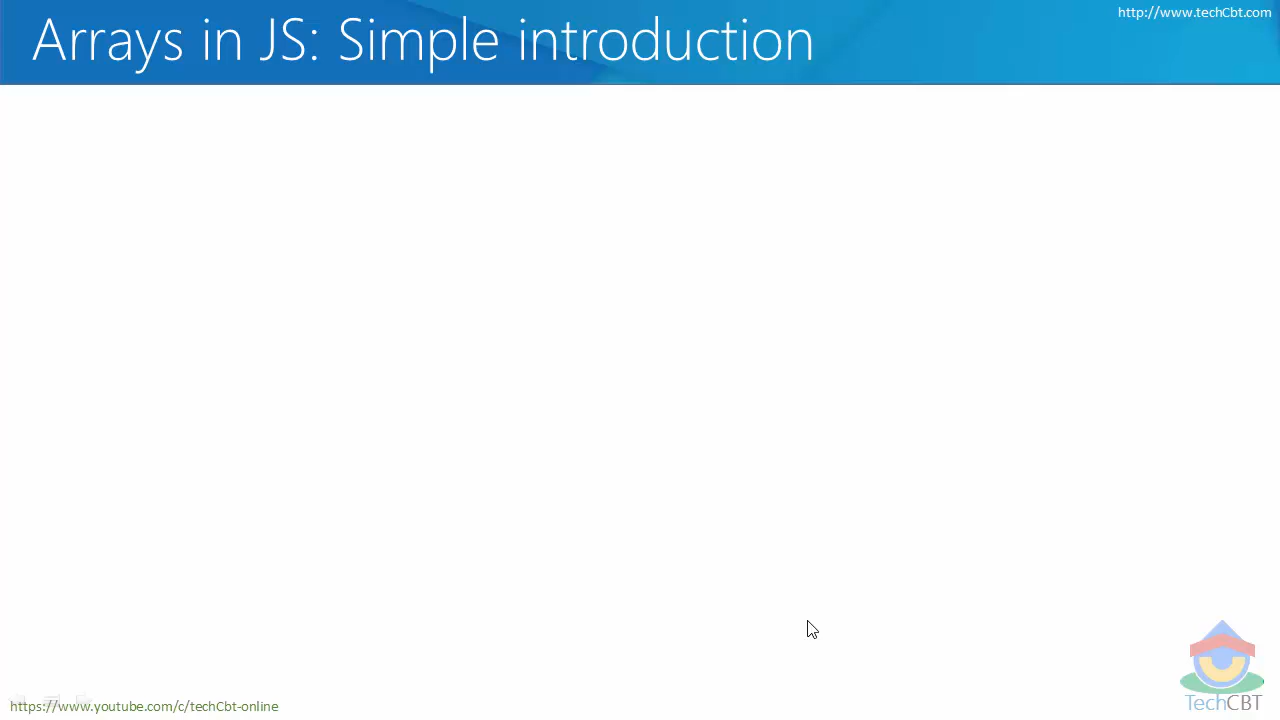 http://www.techCbt.com
Arrays in JS: Simple introduction
TechCBT
https://www.youtube.com/c/techCbt-online